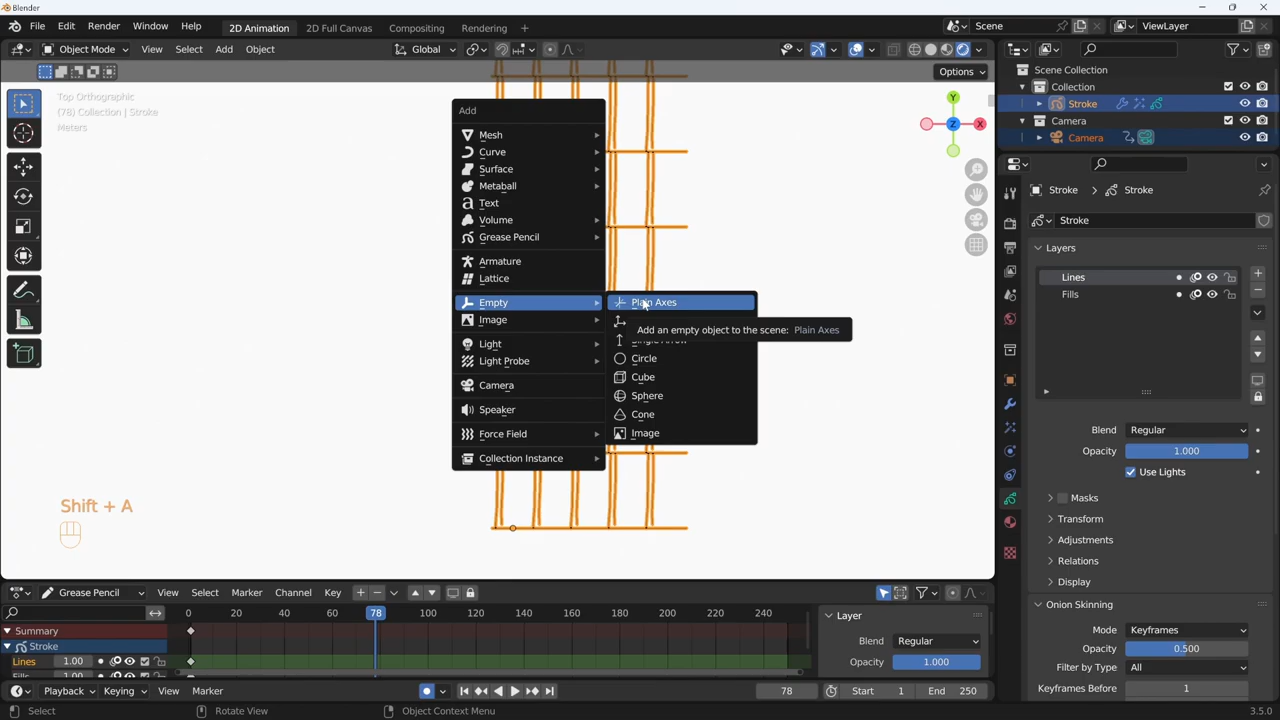 Blender
File Edit Render Window Help
2D Animation 2D Full Canvas Compositing Rendering +
Scene ViewLayer
Object Mode View Select Add Object Global
Options
Top Orthographic
(78) Collection | Stroke
Meters
Y
Z X
Scene Collection
Collection
Stroke
Camera
Camera
Add
Mesh
Curve
Surface
Metaball
Text
Volume
Grease Pencil
Armature
Lattice
Empty
Image
Light
Light Probe
Camera
Speaker
Force Field
Collection Instance
Plain Axes
Add an empty object to the scene: Plain Axes
Single Arrow
Circle
Cube
Sphere
Cone
Image
Shift + A
Stroke Stroke
Stroke
Layers
Lines
Fills
Blend Regular
Opacity 1.000
Use Lights
Masks
Transform
Adjustments
Relations
Display
Onion Skinning
Mode Keyframes
Opacity 0.500
Filter by Type All
Keyframes Before 1
Grease Pencil View Select Marker Channel Key
0 20 40 60 78 100 120 140 160 180 200 220 240
Summary
Stroke
Lines 1.00
Fills 1.00
Layer
Blend Regular
Opacity 1.000
Playback Keying View Marker
78 Start 1 End 250
Select Rotate View Object Context Menu 3.5.0